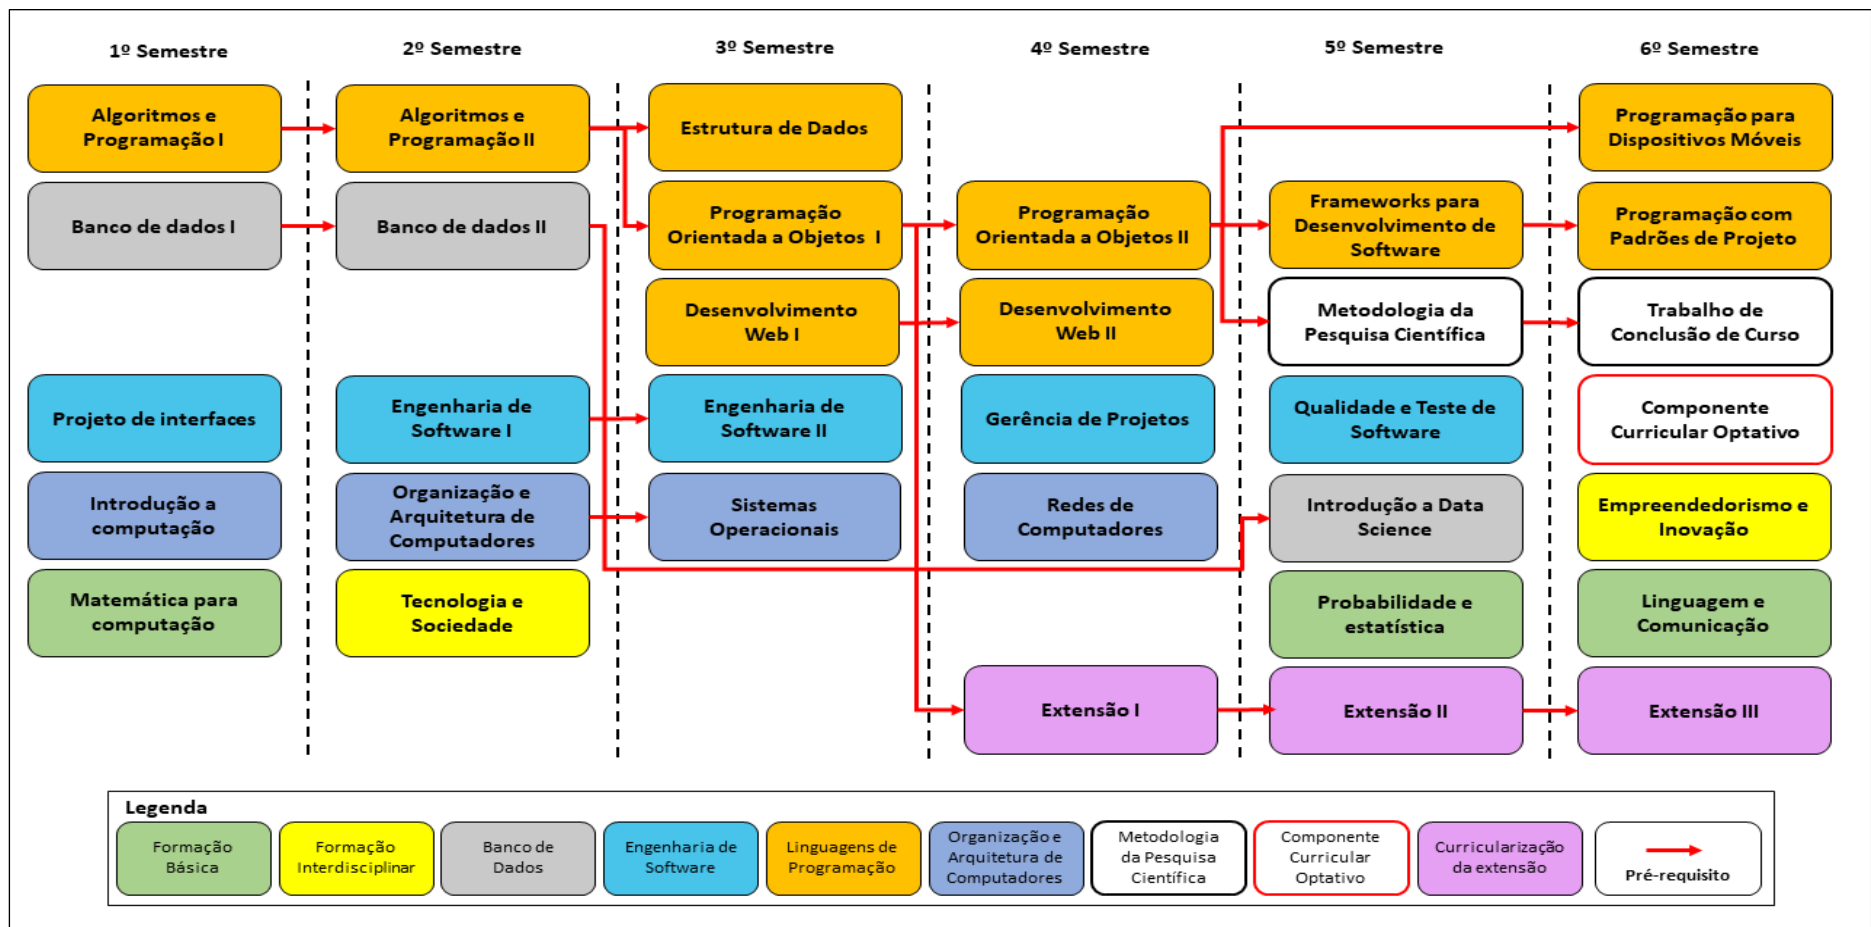 1º Semestre
2º Semestre
3º Semestre
4º Semestre
5º Semestre
6º Semestre
Algoritmos e
Programação I
Algoritmos e
Programação II
Estrutura de Dados
Programação para
Dispositivos Móveis
Banco de dados I
Banco de dados II
Programação
Orientada a Objetos I
Programação
Orientada a Objetos II
Frameworks para
Desenvolvimento de
Software
Programação com
Padrões de Projeto
Desenvolvimento
Web I
Desenvolvimento
Web II
Metodologia da
Pesquisa Científica
Trabalho de
Conclusão de Curso
Projeto de interfaces
Engenharia de
Software I
Engenharia de
Software II
Gerência de Projetos
Qualidade e Teste de
Software
Componente
Curricular Optativo
Introdução a
computação
Organização e
Arquitetura de
Computadores
Sistemas
Operacionais
Redes de
Computadores
Introdução a Data
Science
Empreendedorismo e
Inovação
Matemática para
computação
Tecnologia e
Sociedade
Probabilidade e
estatística
Linguagem e
Comunicação
Extensão I
Extensão II
Extensão III
Legenda
Formação
Básica
Formação
Interdisciplinar
Banco de
Dados
Engenharia de
Software
Linguagens de
Programação
Organização e
Arquitetura de
Computadores
Metodologia
da Pesquisa
Científica
Componente
Curricular
Optativo
Curricularização
da extensão
Pré-requisito